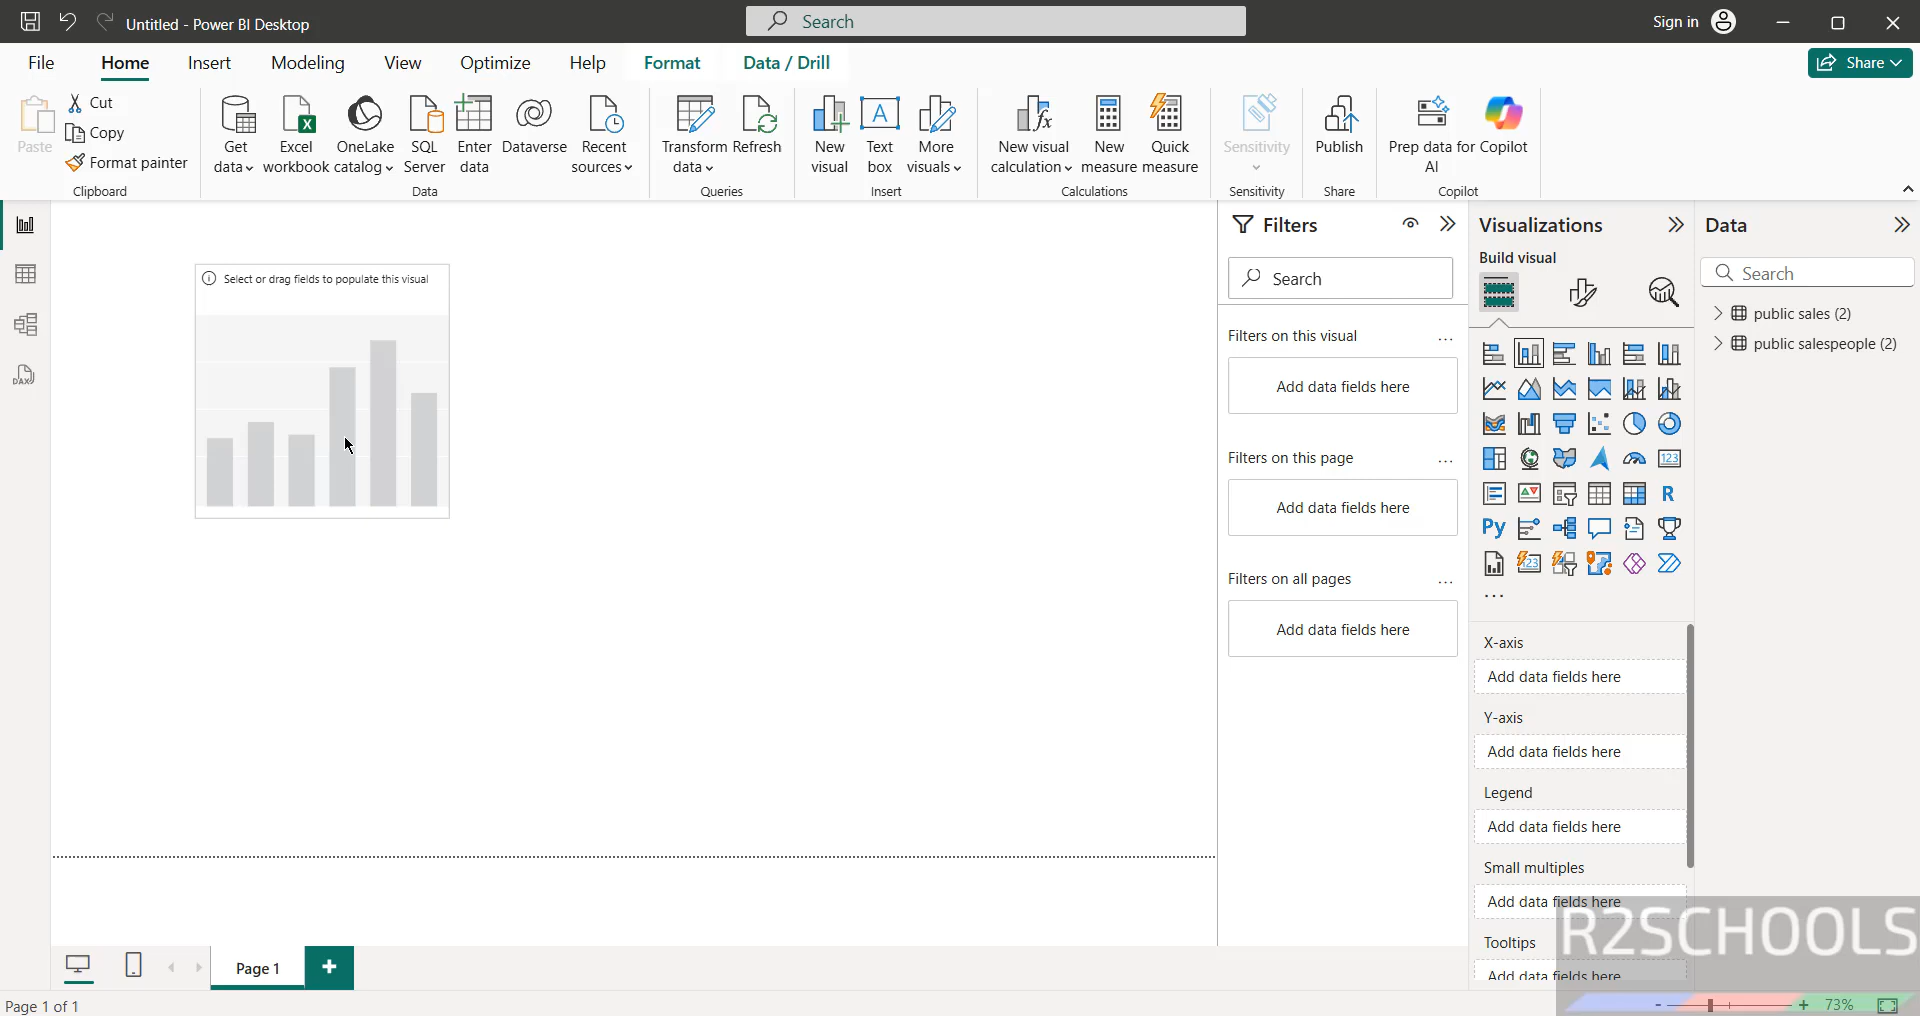 Untitled - Power BI Desktop
Search
Sign in
File Home Insert Modeling View Optimize Help Format Data / Drill
Share
Paste
Cut
Copy
Format painter
Clipboard
Get data
Excel workbook
OneLake catalog
SQL Server
Enter data
Dataverse
Recent sources
Data
Transform data
Refresh
Queries
New visual
A
Text box
More visuals
Insert
New visual calculation
New measure
Quick measure
Calculations
Sensitivity
Sensitivity
Publish
Share
Prep data for AI
Copilot
Copilot
DAX
Select or drag fields to populate this visual
Filters
Search
Filters on this visual ...
Add data fields here
Filters on this page ...
Add data fields here
Filters on all pages ...
Add data fields here
Visualizations
Build visual
123
R
Py
123
...
X-axis
Add data fields here
Y-axis
Add data fields here
Legend
Add data fields here
Small multiples
Add data fields here
Tooltips
Add data fields here
Data
Search
public sales (2)
public salespeople (2)
R2SCHOOLS
Page 1
+
Page 1 of 1
- + 73%